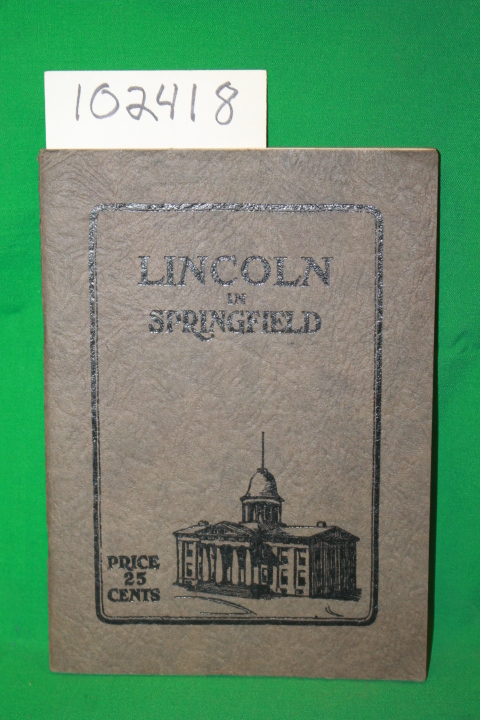 102418
LINCOLN
IN
SPRINGFIELD
PRICE
25
CENTS